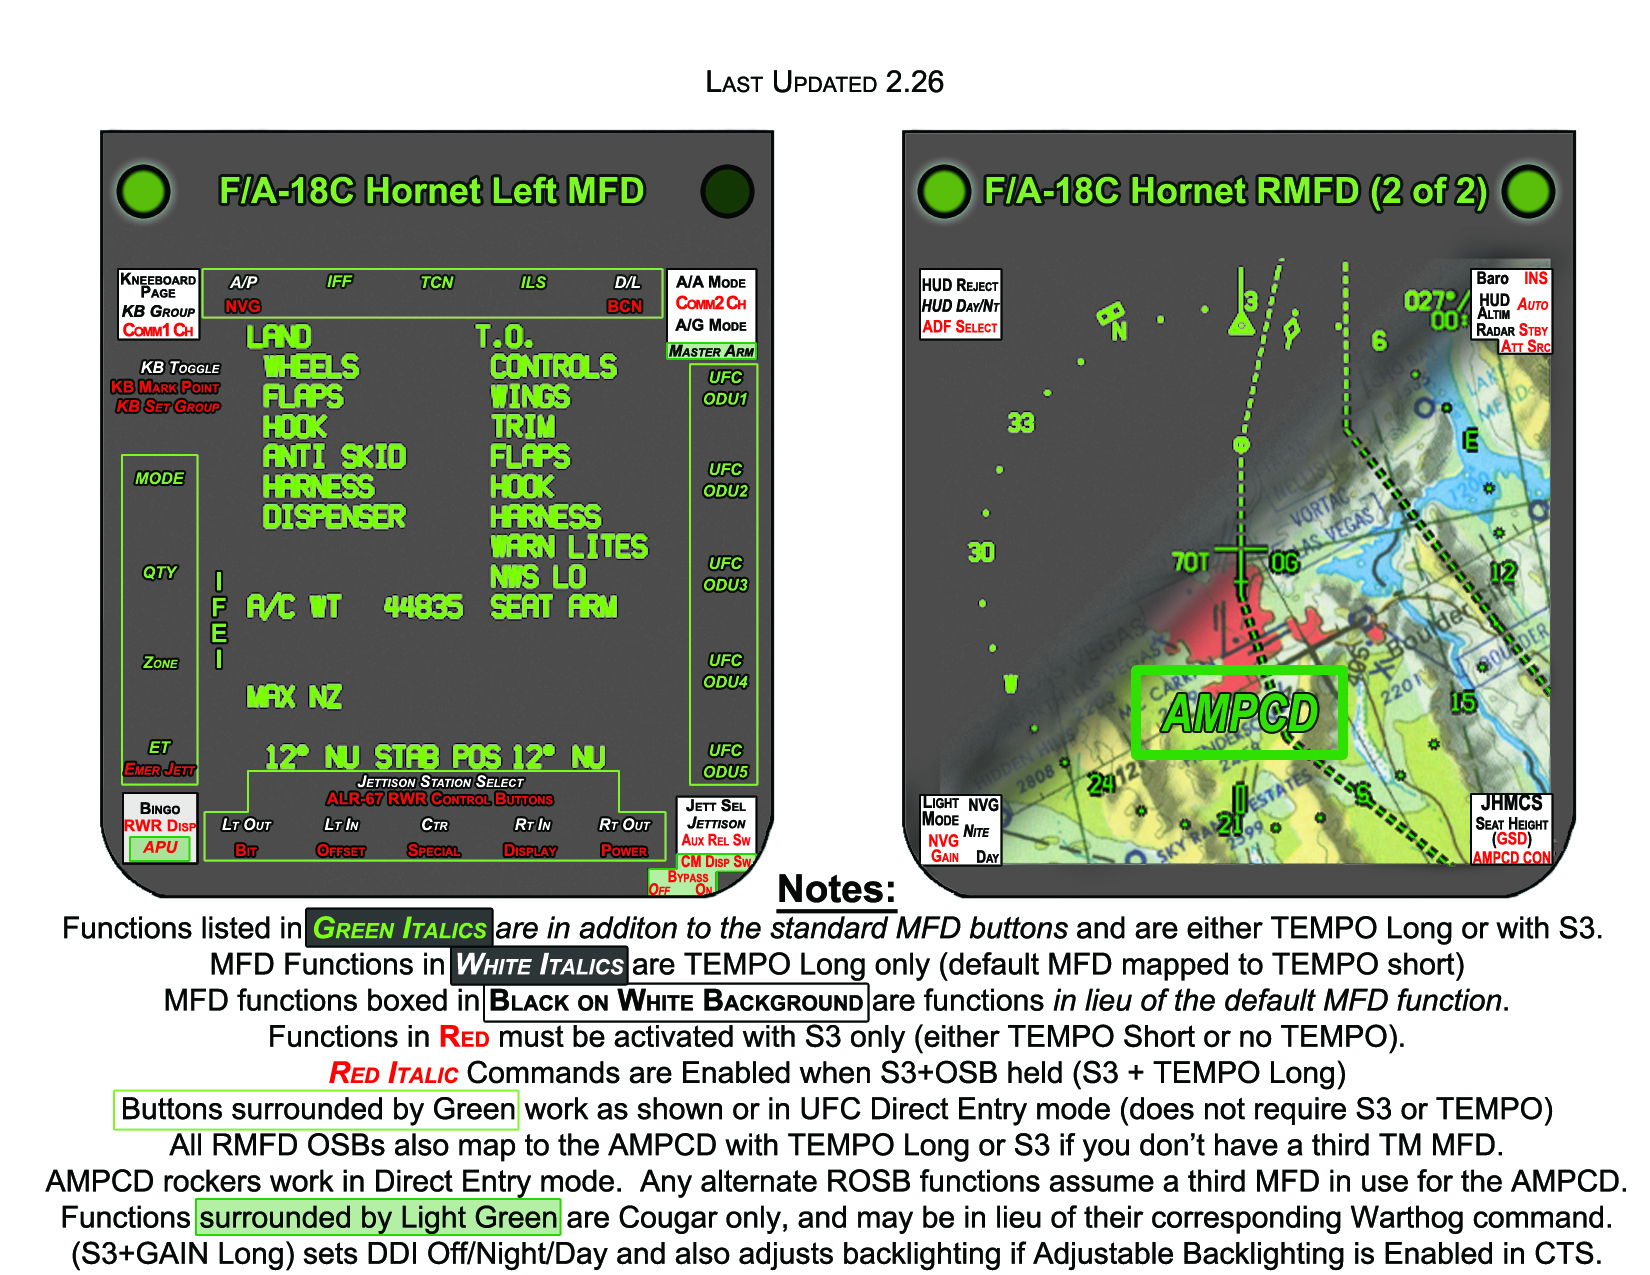 Last Updated 2.26
F/A-18C Hornet Left MFD
Kneeboard
Page
KB Group
Comm1 Ch
A/P IFF TCN ILS D/L
NVG BCN
A/A Mode
Comm2 Ch
A/G Mode
Master Arm
KB Toggle
KB Mark Point
KB Set Group
LAND T.O.
WHEELS CONTROLS
FLAPS WINGS
HOOK TRIM
ANTI SKID FLAPS
HARNESS HOOK
DISPENSER HARNESS
WARN LITES
NWS LO
A/C WT 44835 SEAT ARM
MAX NZ
12° NU STAB POS 12° NU
MODE
QTY
Zone
ET
Emer Jett
I
F
E
I
UFC
ODU1
UFC
ODU2
UFC
ODU3
UFC
ODU4
UFC
ODU5
Jettison Station Select
ALR-67 RWR Control Buttons
Lt Out Lt In Ctr Rt In Rt Out
Bit Offset Special Display Power
Bingo
RWR Disp
APU
Jett Sel
Jettison
Aux Rel Sw
CM Disp Sw
Bypass
Off On
F/A-18C Hornet RMFD (2 of 2)
HUD Reject
HUD Day/Nt
ADF Select
Baro INS
HUD Auto
Altim
Radar Stby
Att Src
027°/
00:
N
3
6
33
E
30
70T 0G
12
W
15
24
21
S
LAKE
MEAD
VORTAC
LAS VEGAS
Boulder
BOULDER
2201
2808
AMPCD
Light NVG
Mode
Nite
NVG
Gain Day
JHMCS
Seat Height
(GSD)
AMPCD CON
Notes:
Functions listed in Green Italics are in additon to the standard MFD buttons and are either TEMPO Long or with S3.
MFD Functions in White Italics are TEMPO Long only (default MFD mapped to TEMPO short)
MFD functions boxed in Black on White Background are functions in lieu of the default MFD function.
Functions in Red must be activated with S3 only (either TEMPO Short or no TEMPO).
Red Italic Commands are Enabled when S3+OSB held (S3 + TEMPO Long)
Buttons surrounded by Green work as shown or in UFC Direct Entry mode (does not require S3 or TEMPO)
All RMFD OSBs also map to the AMPCD with TEMPO Long or S3 if you don't have a third TM MFD.
AMPCD rockers work in Direct Entry mode. Any alternate ROSB functions assume a third MFD in use for the AMPCD.
Functions surrounded by Light Green are Cougar only, and may be in lieu of their corresponding Warthog command.
(S3+GAIN Long) sets DDI Off/Night/Day and also adjusts backlighting if Adjustable Backlighting is Enabled in CTS.